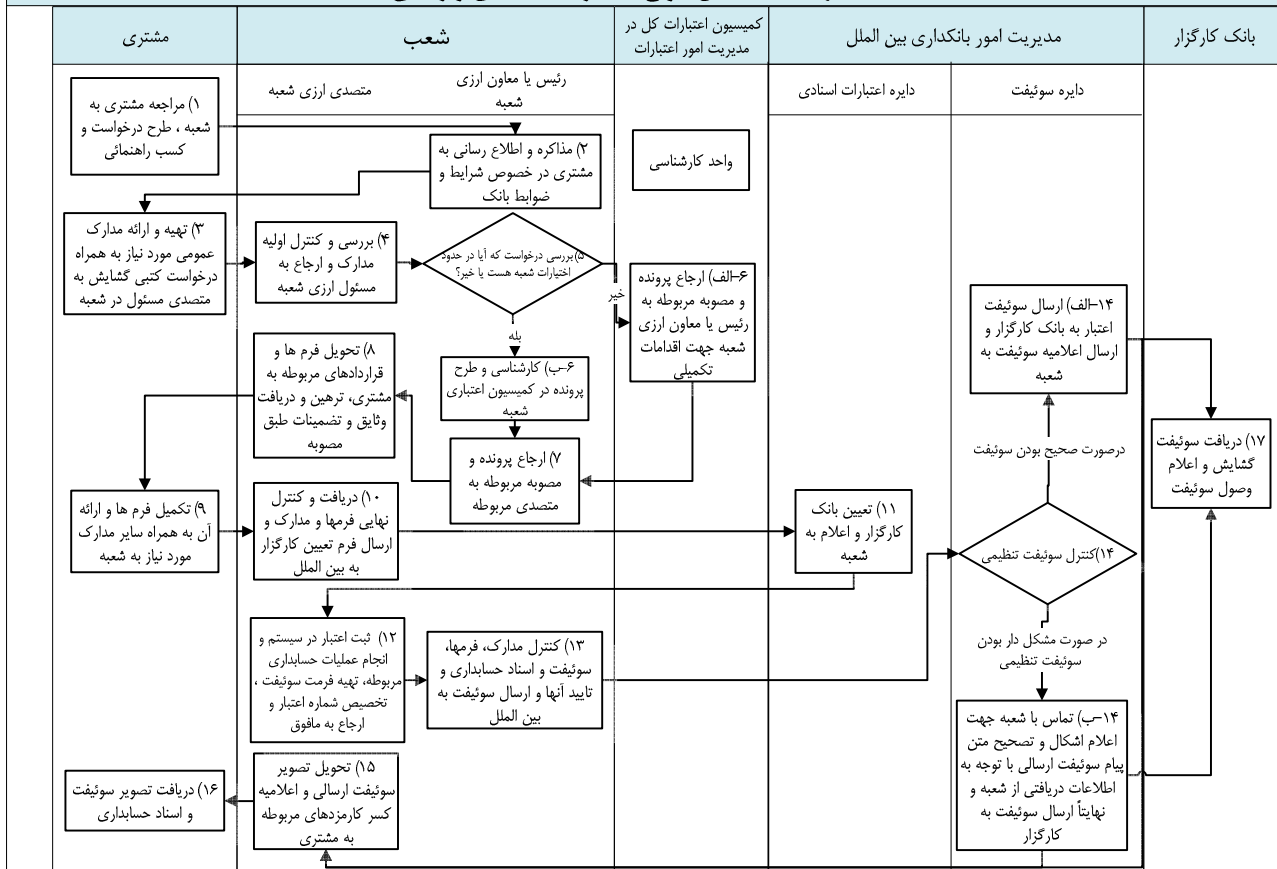 مشتری
شعب
کمیسیون اعتبارات کل در
مدیریت امور اعتبارات
مدیریت امور بانکداری بین الملل
بانک کارگزار
متصدی ارزی شعبه
رئیس یا معاون ارزی
شعبه
دایره اعتبارات اسنادی
دایره سوئیفت
۱) مراجعه مشتری به
شعبه ، طرح درخواست و
کسب راهنمائی
۲) مذاکره و اطلاع رسانی به
مشتری در خصوص شرایط و
ضوابط بانک
واحد کارشناسی
۳) تهیه و ارائه مدارک
عمومی مورد نیاز به همراه
درخواست کتبی گشایش به
متصدی مسئول در شعبه
۴) بررسی و کنترل اولیه
مدارک و ارجاع به
مسئول ارزی شعبه
۵) بررسی درخواست که آیا در حدود
اختیارات شعبه هست یا خیر؟
خیر
بله
۶-الف) ارجاع پرونده
و مصوبه مربوطه به
رئیس یا معاون ارزی
شعبه جهت اقدامات
تکمیلی
۶-ب) کارشناسی و طرح
پرونده در کمیسیون اعتباری
شعبه
۷) ارجاع پرونده و
مصوبه مربوطه به
متصدی مربوطه
۸) تحویل فرم ها و
قراردادهای مربوطه به
مشتری، ترهین و دریافت
وثایق و تضمینات طبق
مصوبه
۹) تکمیل فرم ها و ارائه
آن به همراه سایر مدارک
مورد نیاز به شعبه
۱۰) دریافت و کنترل
نهایی فرمها و مدارک و
ارسال فرم تعیین کارگزار
به بین الملل
۱۱) تعیین بانک
کارگزار و اعلام به
شعبه
۱۲) ثبت اعتبار در سیستم و
انجام عملیات حسابداری
مربوطه، تهیه فرمت سوئیفت ،
تخصیص شماره اعتبار و
ارجاع به مافوق
۱۳) کنترل مدارک، فرمها،
سوئیفت و اسناد حسابداری و
تایید آنها و ارسال سوئیفت به
بین الملل
۱۴)کنترل سوئیفت تنظیمی
درصورت صحیح بودن سوئیفت
۱۴-الف) ارسال سوئیفت
اعتبار به بانک کارگزار و
ارسال اعلامیه سوئیفت به
شعبه
در صورت مشکل دار بودن
سوئیفت تنظیمی
۱۴-ب) تماس با شعبه جهت
اعلام اشکال و تصحیح متن
پیام سوئیفت ارسالی با توجه به
اطلاعات دریافتی از شعبه و
نهایتاً ارسال سوئیفت به
کارگزار
۱۵) تحویل تصویر
سوئیفت ارسالی و اعلامیه
کسر کارمزدهای مربوطه
به مشتری
۱۶) دریافت تصویر سوئیفت
و اسناد حسابداری
۱۷) دریافت سوئیفت
گشایش و اعلام
وصول سوئیفت